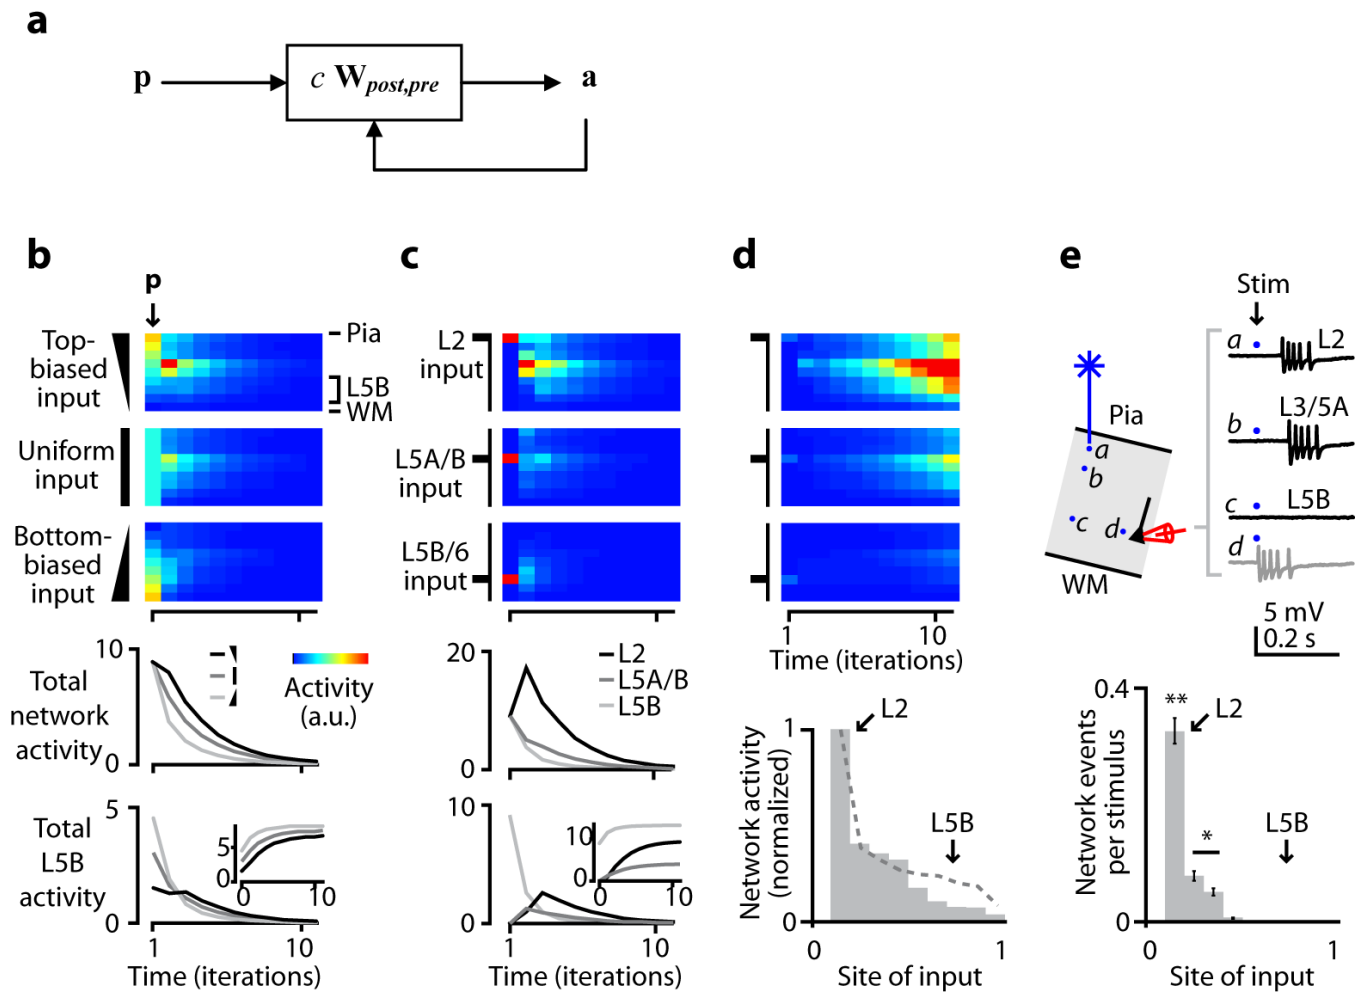 a
p
c W post,pre
a
b
p
Top-
biased
input
Pia
L5B
WM
Uniform
input
Bottom-
biased
input
10
Total
network
activity
0
Activity
(a.u.)
5
Total
L5B
activity
0
5
0
0
10
1
10
Time (iterations)
c
L2
input
L5A/B
input
L5B/6
input
20
0
L2
L5A/B
L5B
10
0
10
0
0
10
1
10
Time (iterations)
d
1
10
Time (iterations)
Network activity
(normalized)
1
0
L2
L5B
0
1
Site of input
e
Stim
a
L2
b
L3/5A
c
L5B
d
Pia
a
b
c
d
WM
5 mV
0.2 s
Network events
per stimulus
0.4
0
**
L2
*
L5B
0
1
Site of input